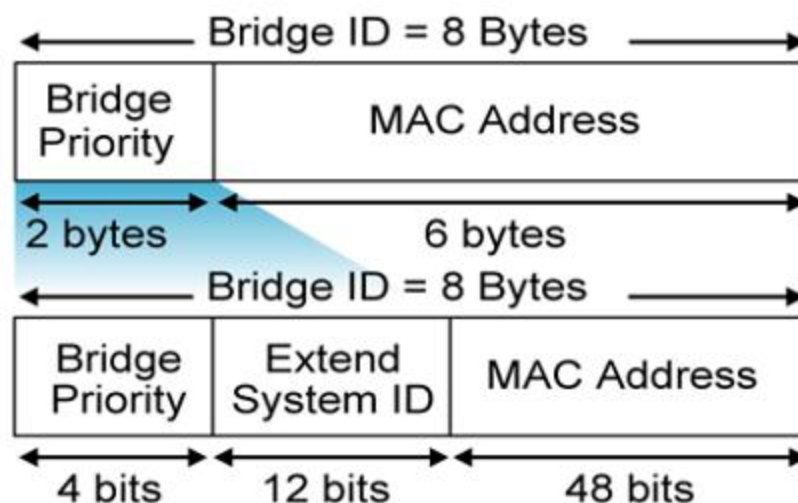 Bridge ID = 8 Bytes
Bridge
Priority
MAC Address
2 bytes
6 bytes
Bridge ID = 8 Bytes
Bridge
Priority
Extend
System ID
MAC Address
4 bits
12 bits
48 bits